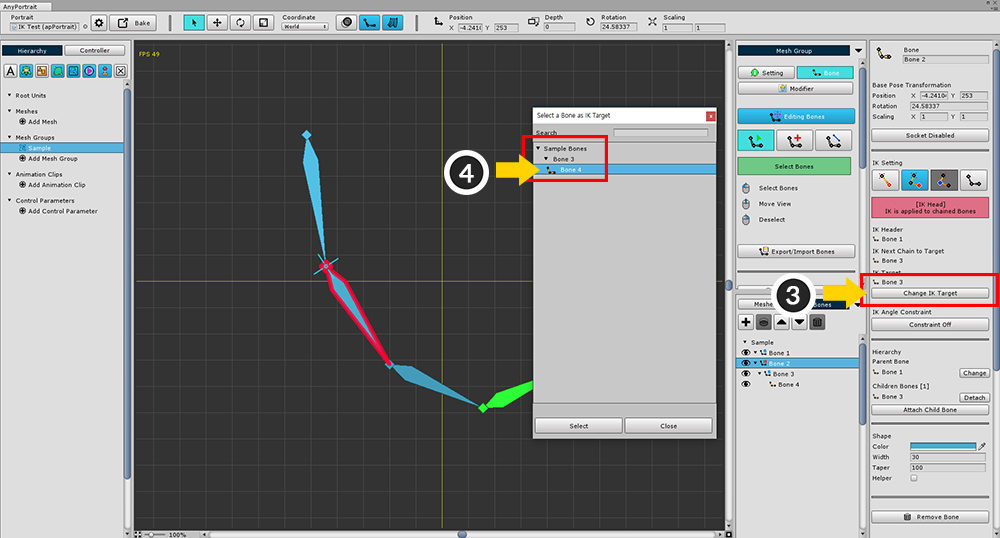 AnyPortrait
Portrait
IK Test (apPortrait)
Bake
Coordinate
World
Position
X -4.2410 Y 253
Depth
0
Rotation
24.58337
Scaling
1 1
Hierarchy
Controller
Root Units
Meshes
Add Mesh
Mesh Groups
Sample
Add Mesh Group
Animation Clips
Add Animation Clip
Control Parameters
Add Control Parameter
FPS 49
100%
Select a Bone as IK Target
x
Search
Sample Bones
Bone 3
Bone 4
4
Select
Close
Mesh Group
Setting
Bone
Modifier
Editing Bones
Select Bones
Select Bones
Move View
Deselect
Export/Import Bones
3
Sample
Bone 1
Bone 2
Bone 3
Bone 4
Bone
Bone 2
Base Pose Transformation
Position X -4.2410 Y 253
Rotation 24.58337
Scaling X 1 Y 1
Socket Disabled
IK Setting
[IK Head]
IK is applied to chained Bones
IK Header
Bone 1
IK Next Chain to Target
Bone 3
IK Target
Bone 3
Change IK Target
IK Angle Constraint
Constraint Off
Hierarchy
Parent Bone
Bone 1 Change
Children Bones [1]
Bone 3 Detach
Attach Child Bone
Shape
Color
Width 30
Taper 100
Helper
Remove Bone